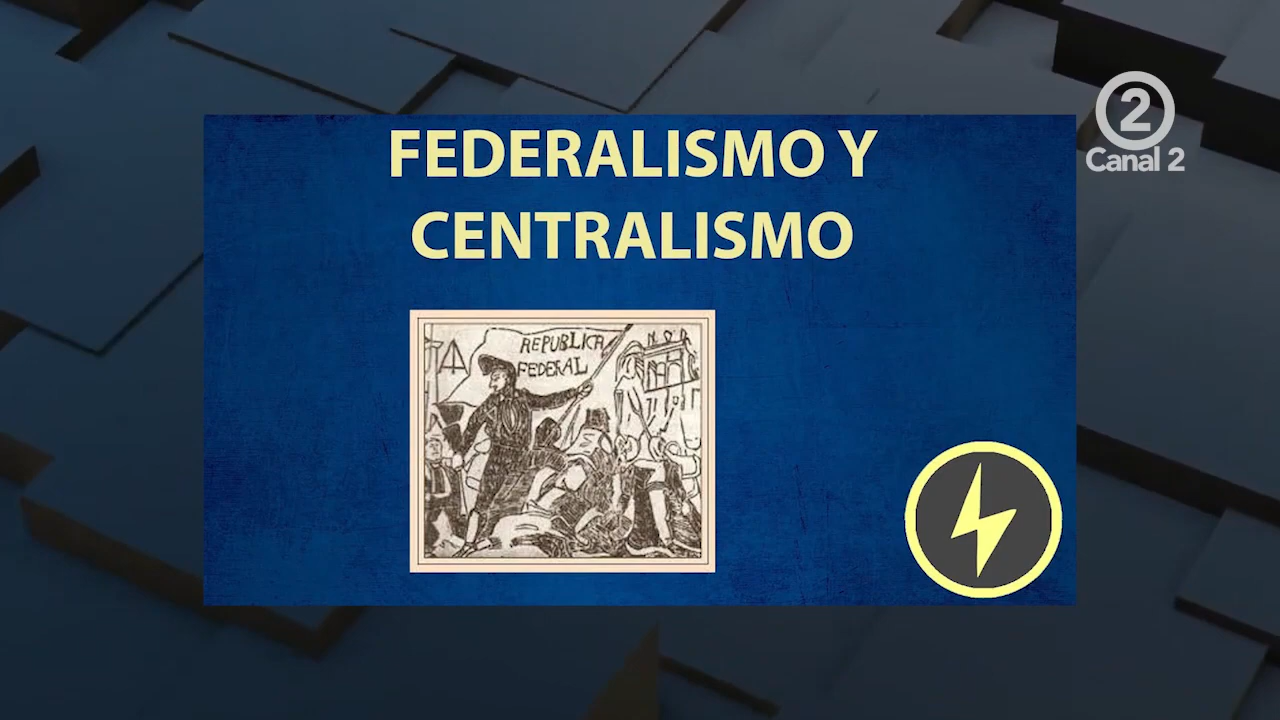 FEDERALISMO Y
CENTRALISMO
REPUBLICA
FEDERAL
2
Canal 2